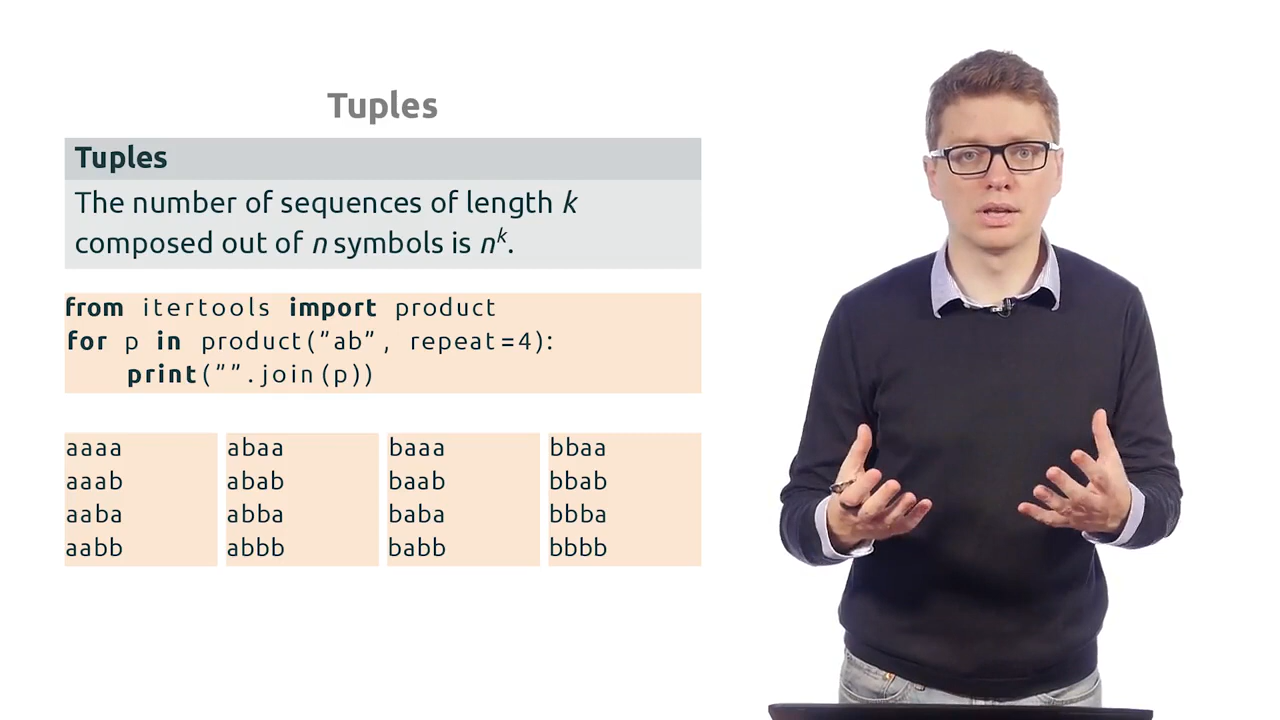 Tuples
Tuples
The number of sequences of length k
composed out of n symbols is n^k.
from itertools import product
for p in product("ab", repeat=4):
    print("".join(p))
aaaa abaa baaa bbaa
aaab abab baab bbab
aaba abba baba bbba
aabb abbb babb bbbb